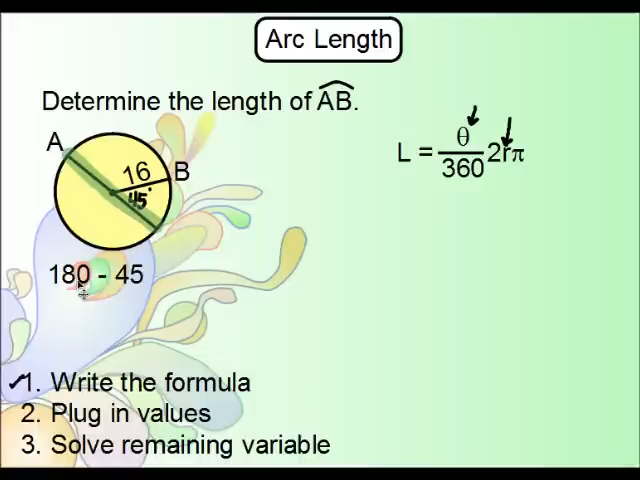 Arc Length
Determine the length of AB.
A
16
B
45°
L = θ/360 2rπ
180 - 45
✓1. Write the formula
2. Plug in values
3. Solve remaining variable